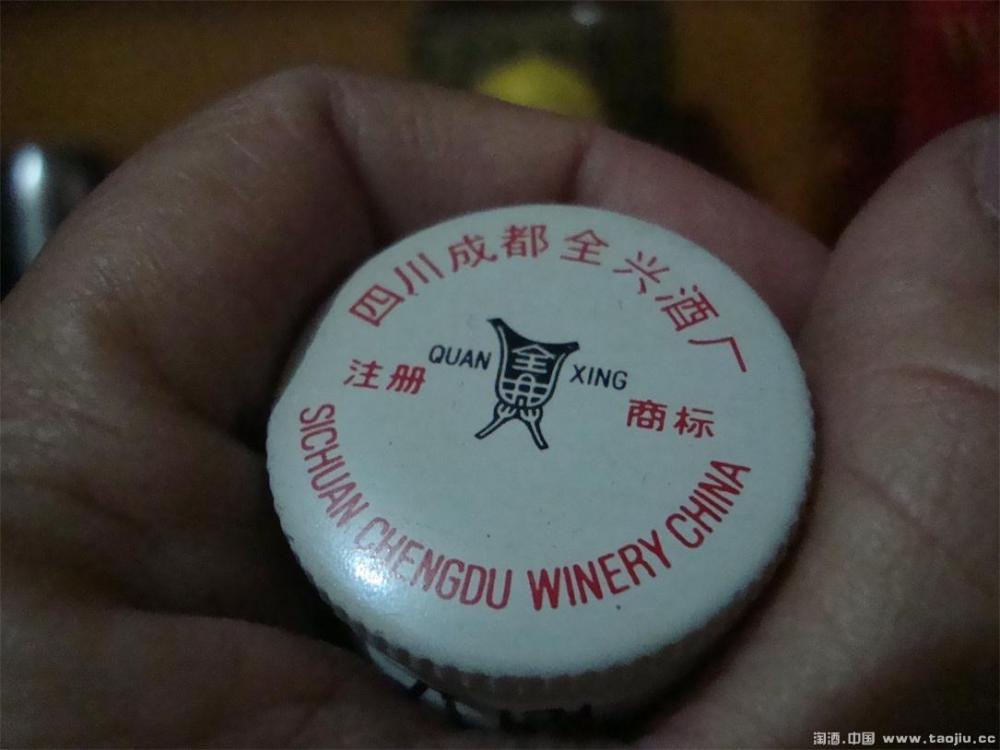 四川成都全兴酒厂
QUAN XING
全兴
注册 商标
SICHUAN CHENGDU WINERY CHINA
淘酒.中国 www.taojiu.cc